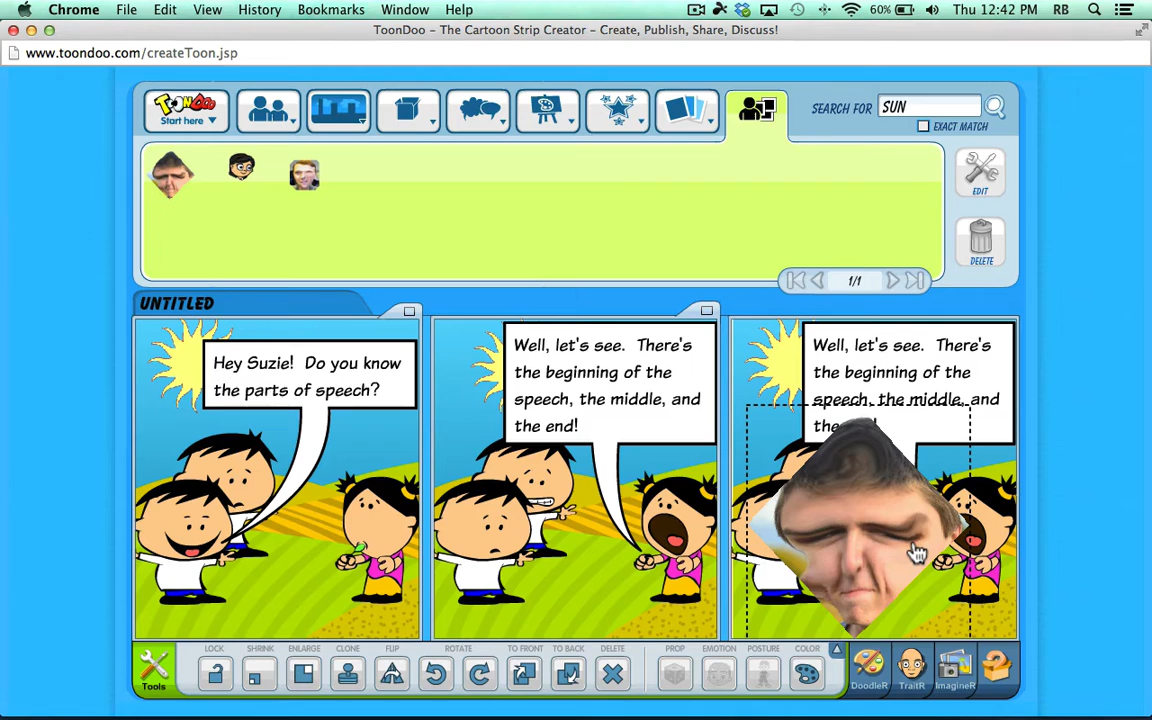 Chrome File Edit View History Bookmarks Window Help 60% Thu 12:42 PM RB
ToonDoo - The Cartoon Strip Creator - Create, Publish, Share, Discuss!
www.toondoo.com/createToon.jsp
TOONDOO
Start here
SEARCH FOR SUN
EXACT MATCH
EDIT
DELETE
1/1
UNTITLED
Hey Suzie! Do you know
the parts of speech?
Well, let's see. There's
the beginning of the
speech, the middle, and
the end!
Well, let's see. There's
the beginning of the
speech, the middle, and
the
LOCK SHRINK ENLARGE CLONE FLIP ROTATE TO FRONT TO BACK DELETE PROP EMOTION POSTURE COLOR
Tools DoodleR TraitR ImagineR